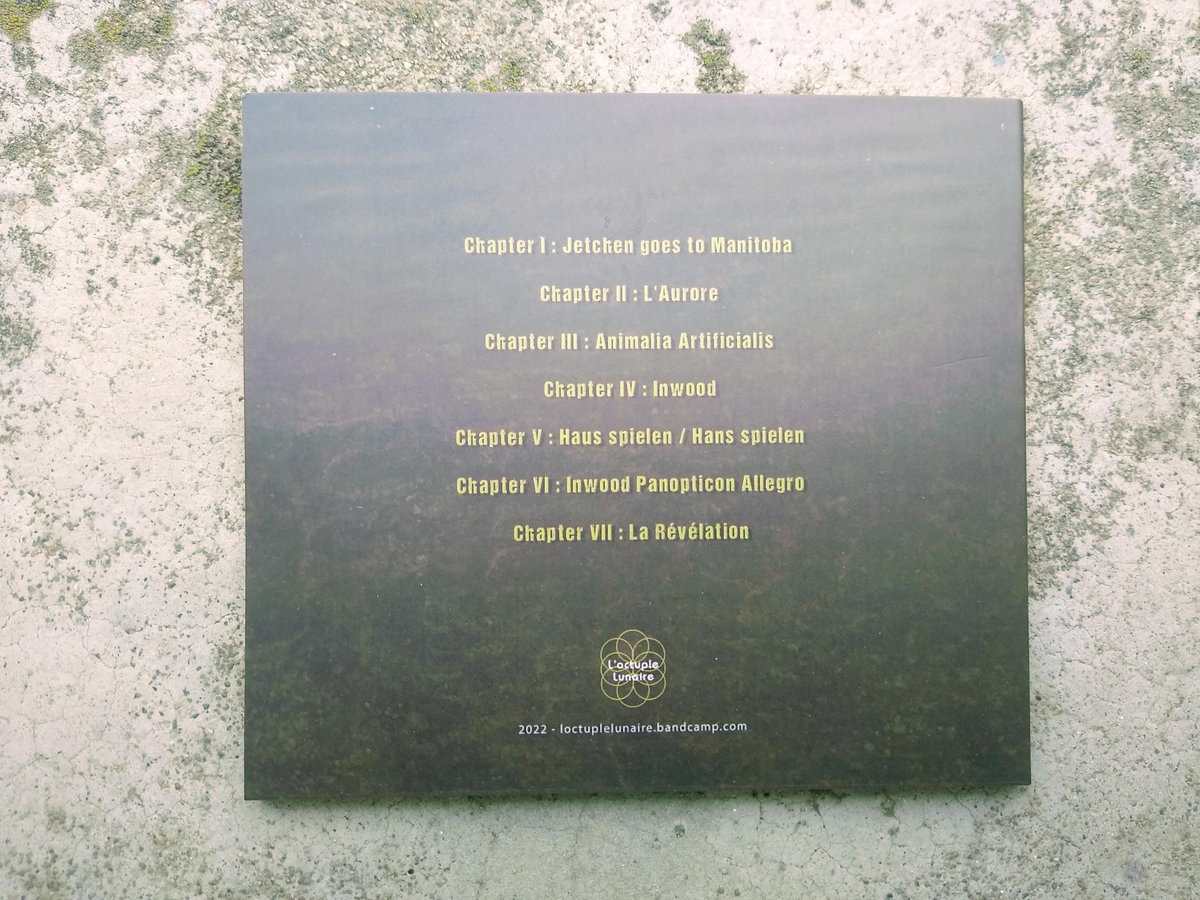 Chapter I : Jetchen goes to Manitoba
Chapter II : L'Aurore
Chapter III : Animalia Artificialis
Chapter IV : Inwood
Chapter V : Haus spielen / Hans spielen
Chapter VI : Inwood Panopticon Allegro
Chapter VII : La Révélation
L'octuple
Lunaire
2022 - loctuplelunaire.bandcamp.com